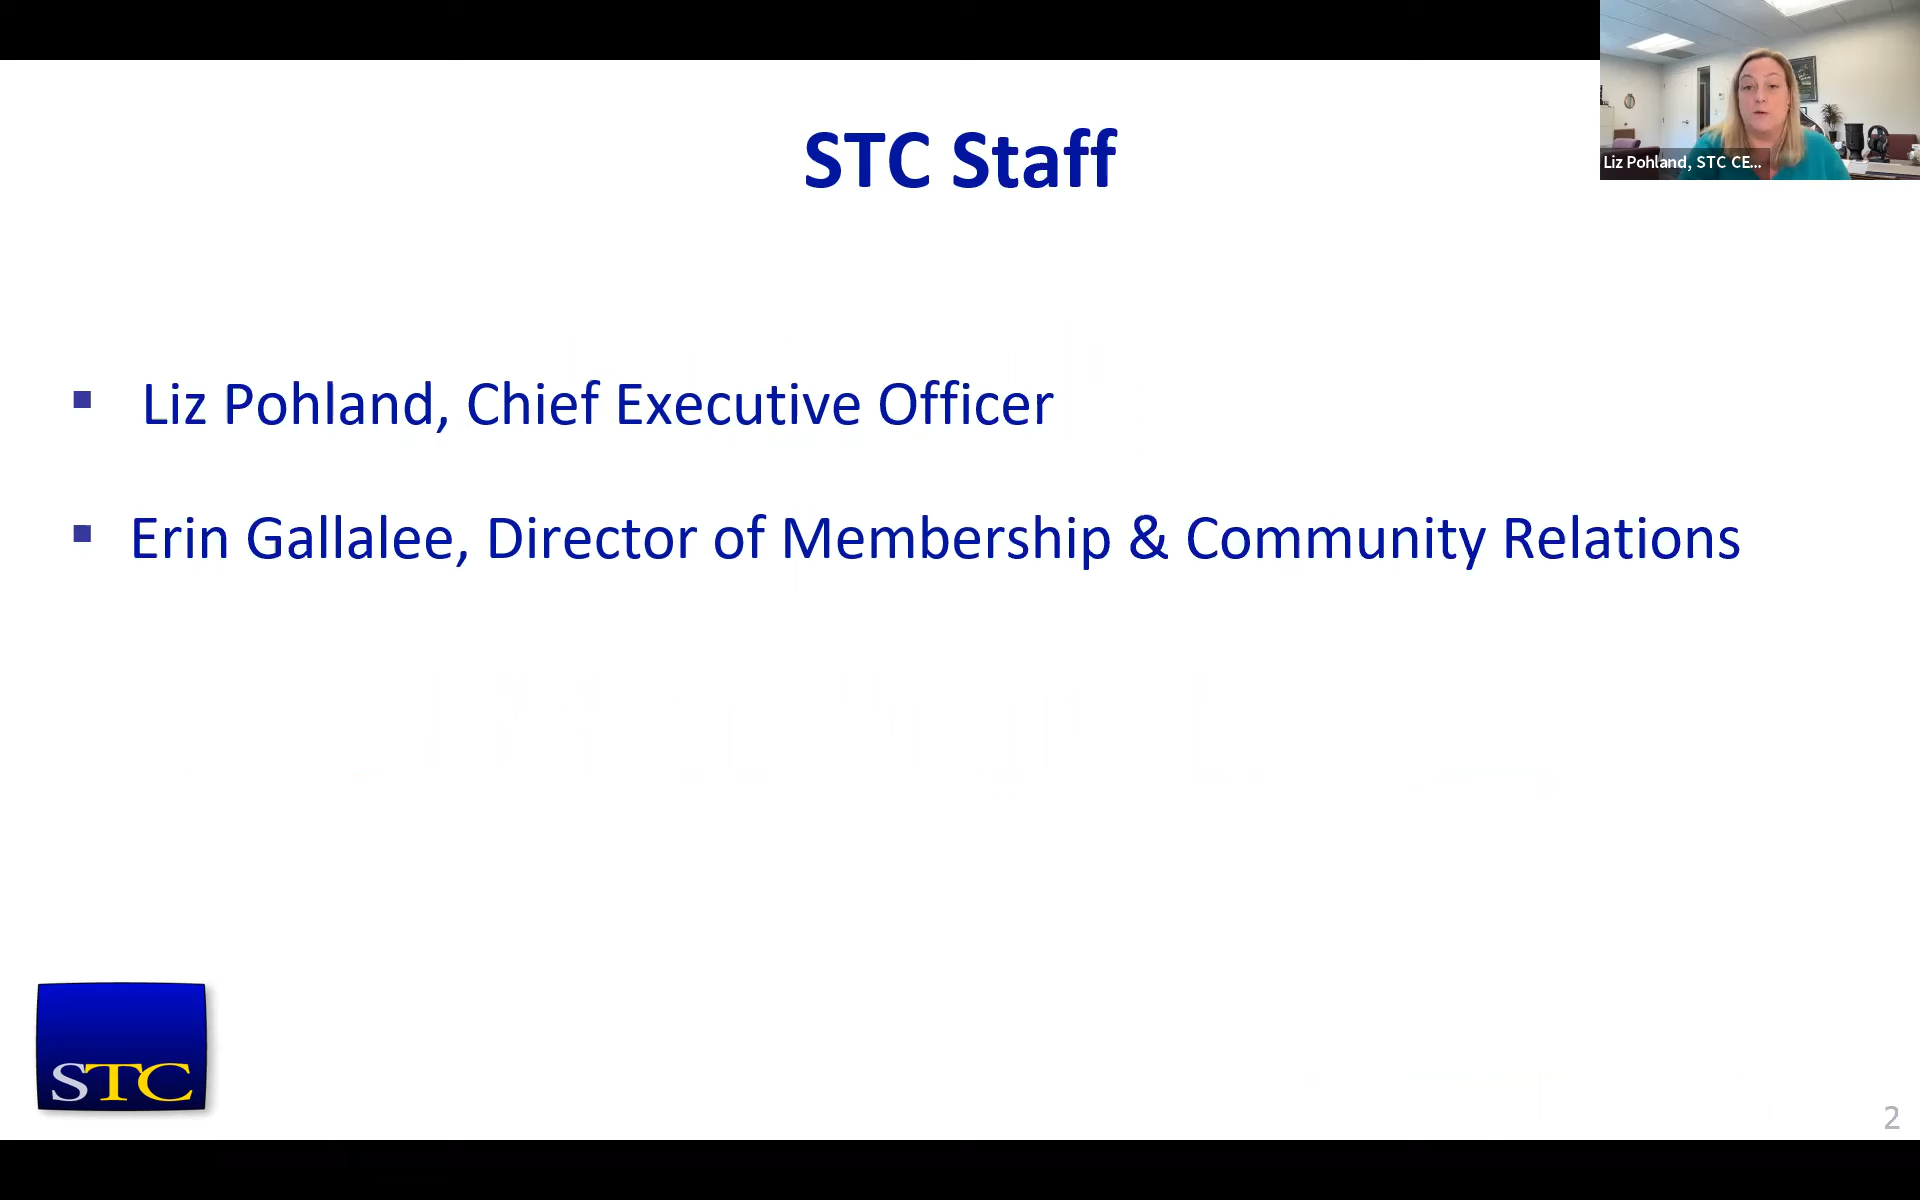 STC Staff
Liz Pohland, STC CE...
▪ Liz Pohland, Chief Executive Officer
▪ Erin Gallalee, Director of Membership & Community Relations
STC
2